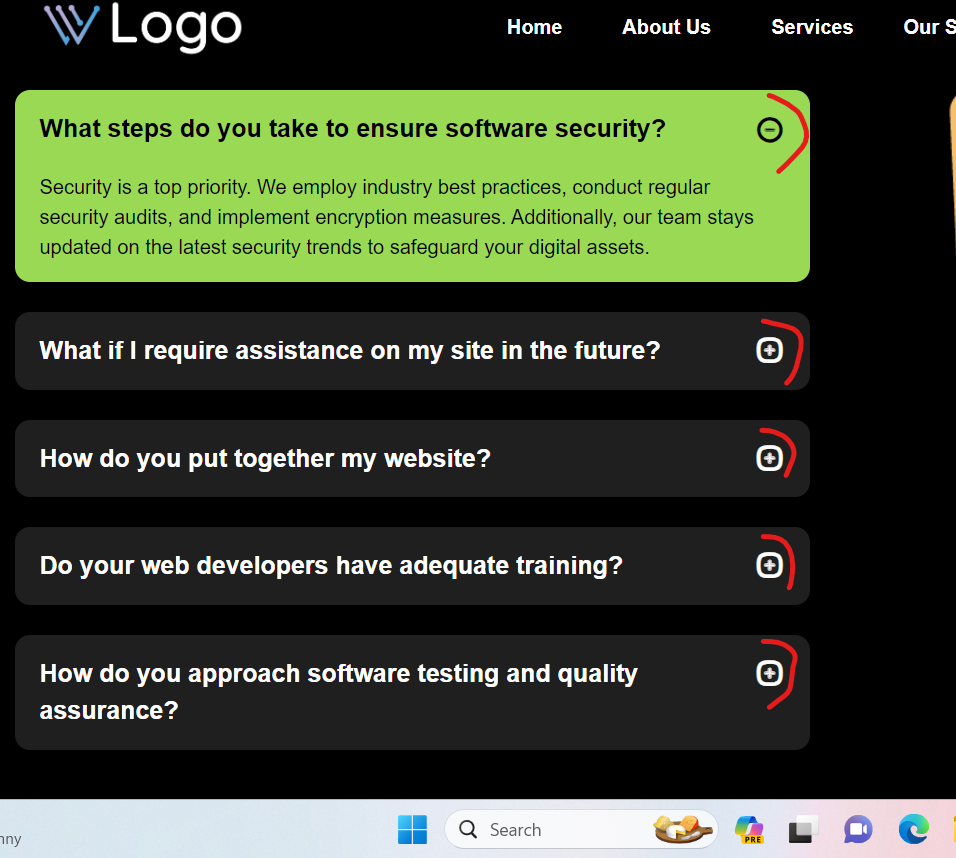 Logo
Home About Us Services Our S
What steps do you take to ensure software security?
Security is a top priority. We employ industry best practices, conduct regular
security audits, and implement encryption measures. Additionally, our team stays
updated on the latest security trends to safeguard your digital assets.
What if I require assistance on my site in the future?
How do you put together my website?
Do your web developers have adequate training?
How do you approach software testing and quality
assurance?
nny
Search
PRE